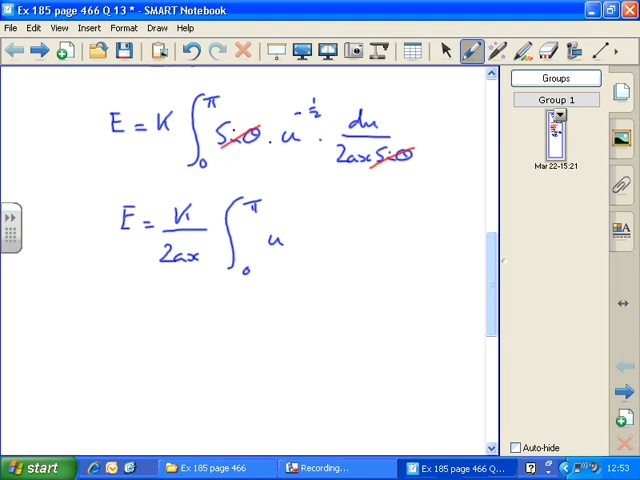 Ex 185 page 466 Q 13 * - SMART Notebook
File Edit View Insert Format Draw Help
Groups
Group 1
Mar 22-15:21
E = K ∫₀^π sinθ · u^(-1/2) · du/(2ax sinθ)
E = K/(2ax) ∫₀^π u
Auto-hide
start
Ex 185 page 466
Recording...
Ex 185 page 466 Q...
12:53